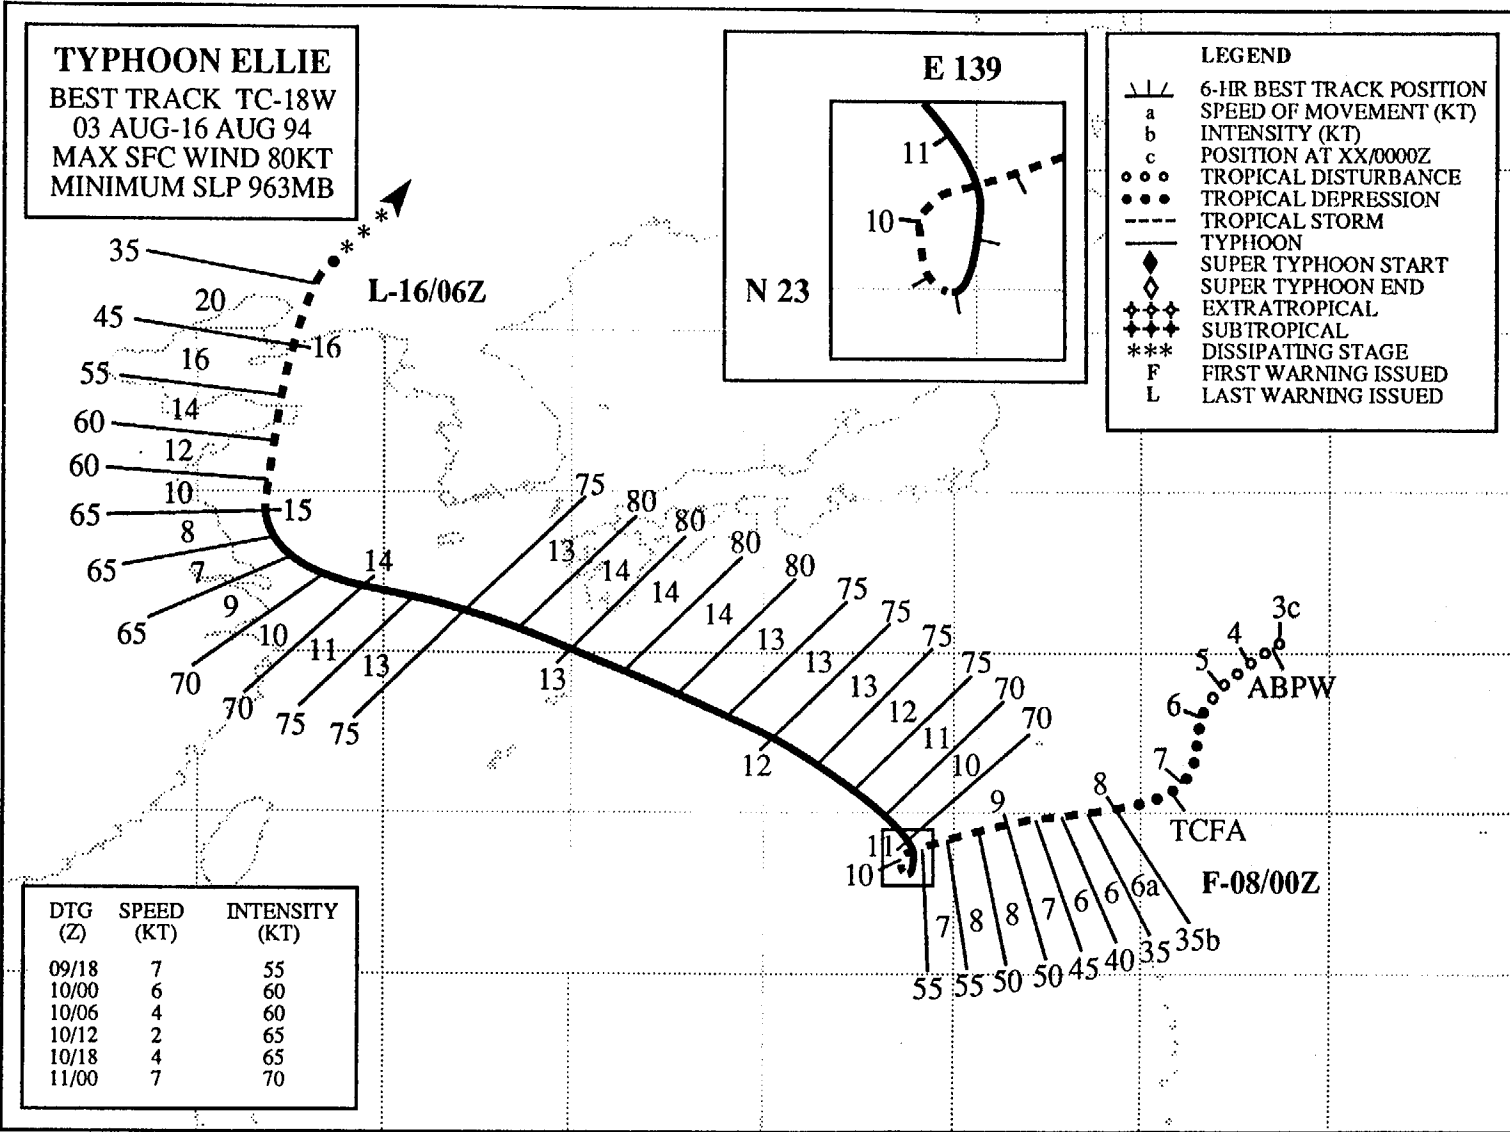 TYPHOON ELLIE
BEST TRACK TC-18W
03 AUG-16 AUG 94
MAX SFC WIND 80KT
MINIMUM SLP 963MB
E 139
N 23
11
10
LEGEND
6-HR BEST TRACK POSITION
a SPEED OF MOVEMENT (KT)
b INTENSITY (KT)
c POSITION AT XX/0000Z
TROPICAL DISTURBANCE
TROPICAL DEPRESSION
TROPICAL STORM
TYPHOON
SUPER TYPHOON START
SUPER TYPHOON END
EXTRATROPICAL
SUBTROPICAL
*** DISSIPATING STAGE
F FIRST WARNING ISSUED
L LAST WARNING ISSUED
***
L-16/06Z
35
20
45
16
16
55
14
60
12
60
10
65
15
8
65
7
65
9
70
10
70
14
11
75
13
75
75
13
80
14
80
13
14
80
14
80
13
75
13
75
12
13
75
12
75
11
70
10
70
11
10
3c
4
ABPW
5
6
7
TCFA
8
9
F-08/00Z
6a
6
6
7
8
8
7
35b
35
40
45
50
50
55
55
DTG SPEED INTENSITY
(Z) (KT) (KT)
09/18 7 55
10/00 6 60
10/06 4 60
10/12 2 65
10/18 4 65
11/00 7 70